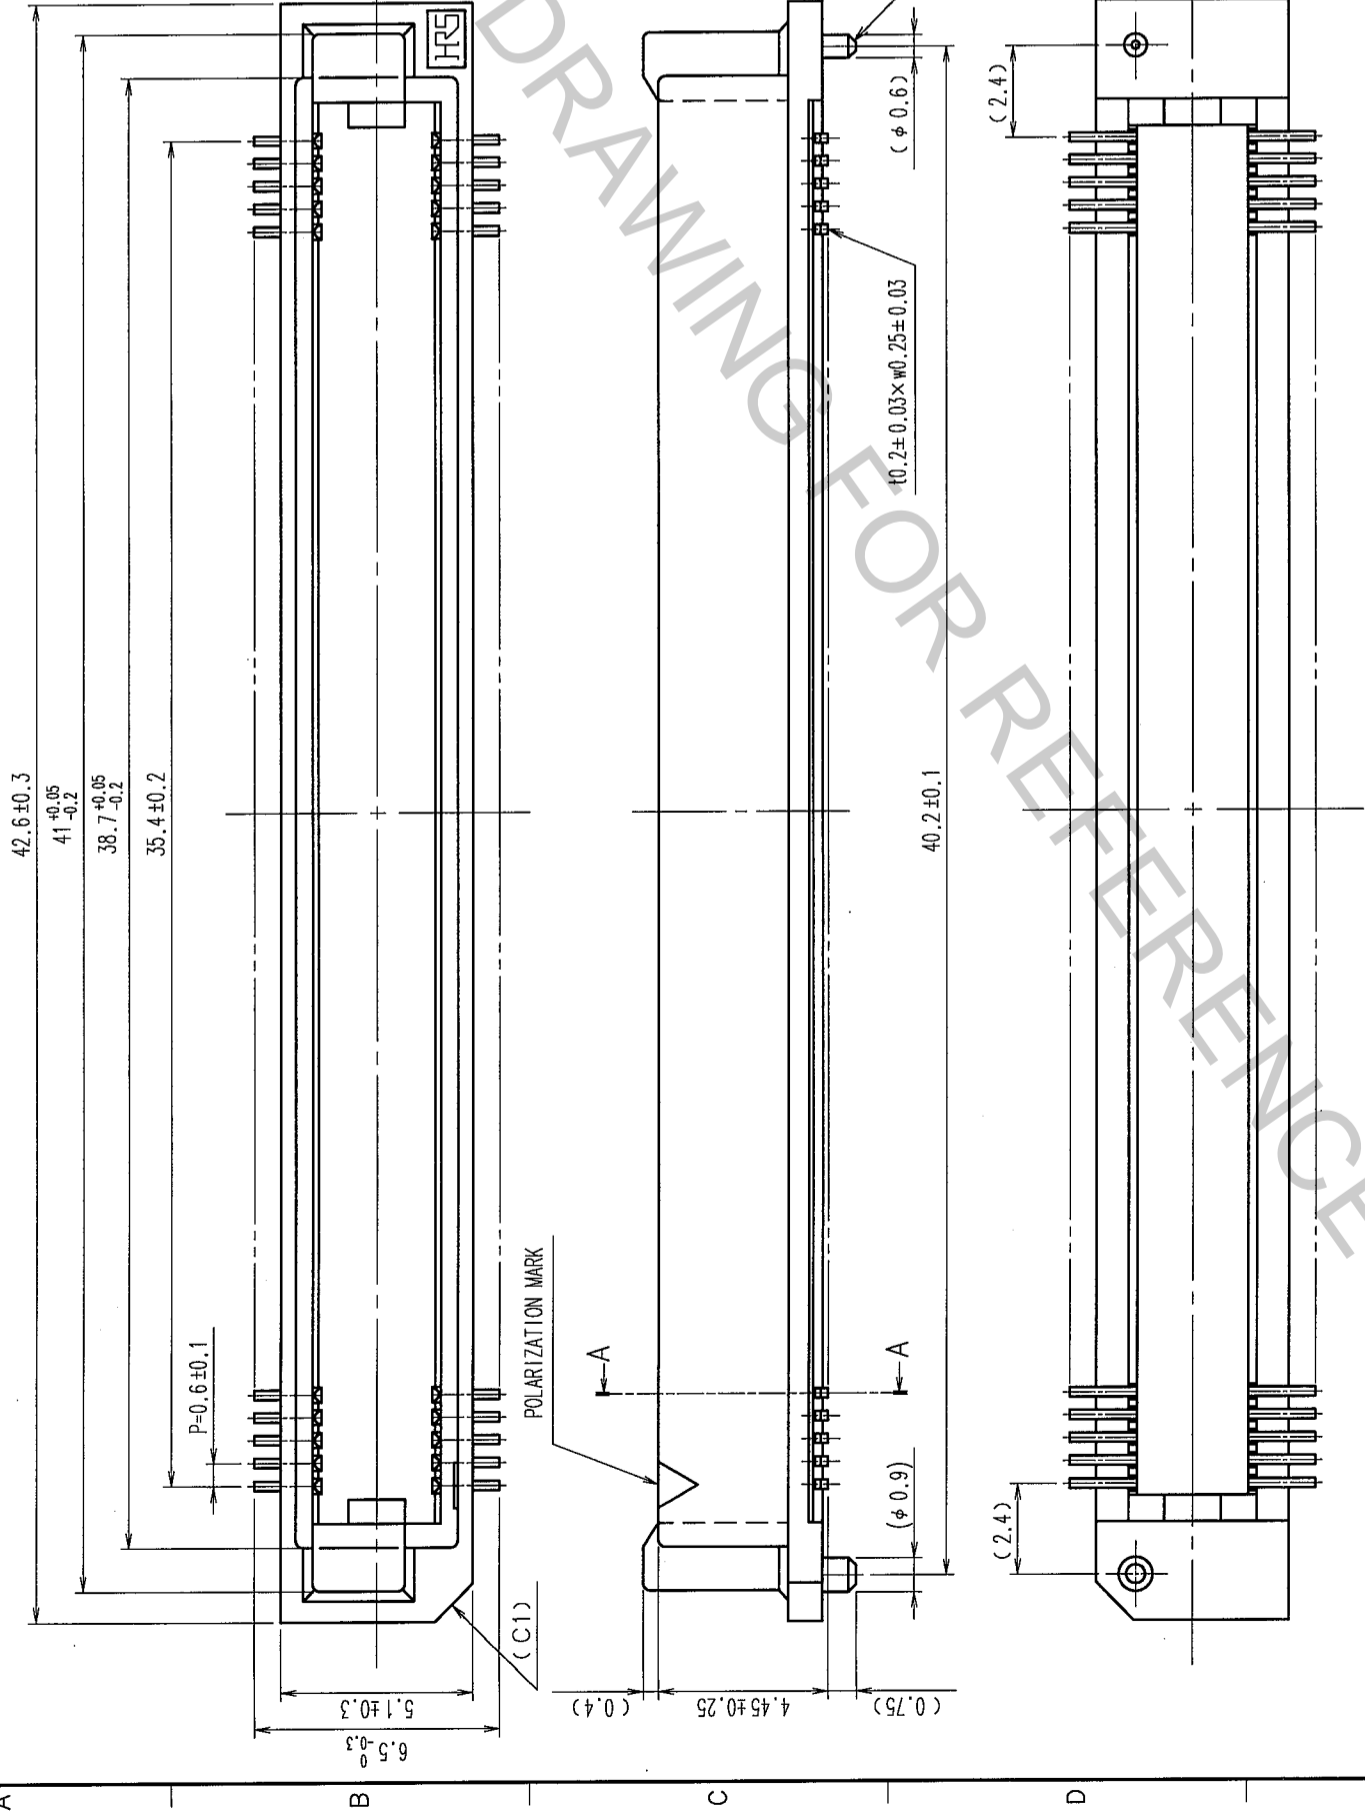 42.6±0.3
41 +0.05 -0.2
38.7 +0.05 -0.2
35.4±0.2
P=0.6±0.1
HRS
(C1)
5.1±0.3
6.5 0 -0.3
POLARIZATION MARK
A
A
(φ0.6)
t0.2±0.03×w0.25±0.03
40.2±0.1
(φ0.9)
(0.4)
4.45±0.25
(0.75)
(2.4)
(2.4)
A
B
C
D
DRAWING FOR REFERENCE